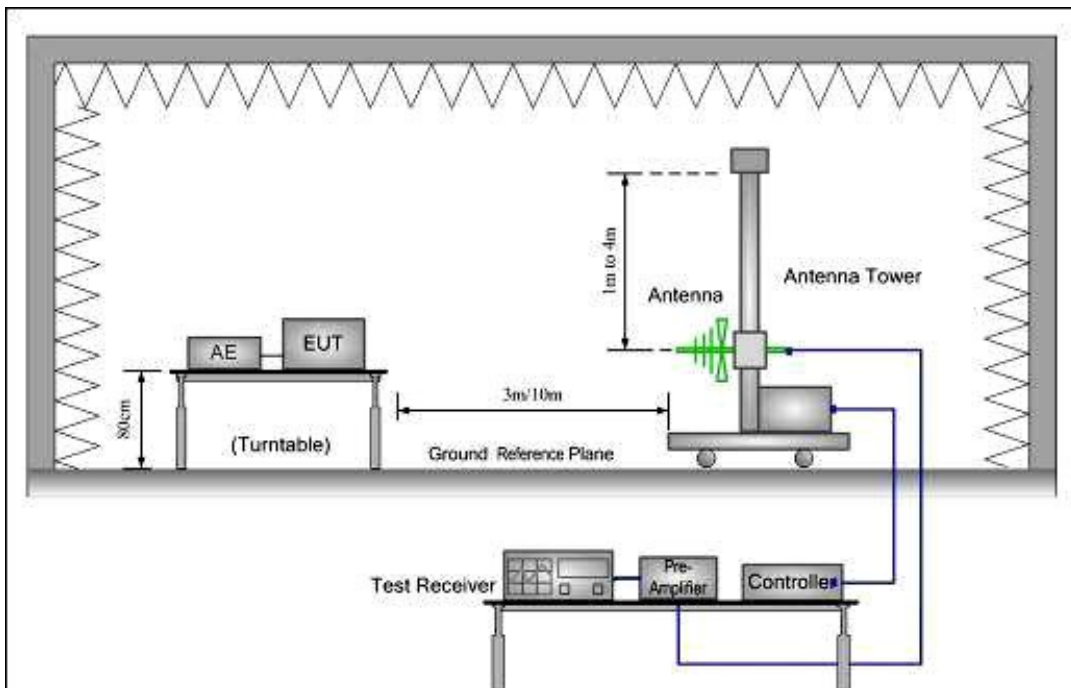 1m to 4m
Antenna Tower
Antenna
AE
EUT
80cm
3m/10m
(Turntable)
Ground Reference Plane
Test Receiver
Pre-
Amplifier
Controller